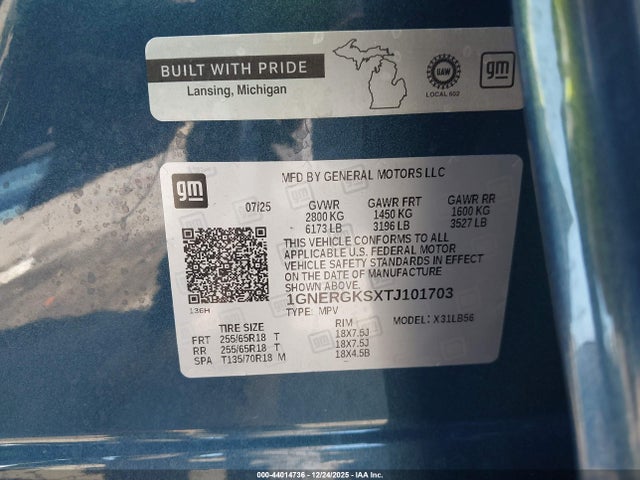 BUILT WITH PRIDE
Lansing, Michigan
UAW
LOCAL 602
gm
gm
MFD BY GENERAL MOTORS LLC
07/25 GVWR GAWR FRT GAWR RR
2800 KG 1450 KG 1600 KG
6173 LB 3196 LB 3527 LB
THIS VEHICLE CONFORMS TO ALL
APPLICABLE U.S. FEDERAL MOTOR
VEHICLE SAFETY STANDARDS IN EFFECT
ON THE DATE OF MANUFACTURE
SHOWN ABOVE.
1GNERGKSXTJ101703
TYPE: MPV MODEL: X31LB56
136H
TIRE SIZE RIM
FRT 255/65R18 T 18X7.5J
RR 255/65R18 T 18X7.5J
SPA T135/70R18 M 18X4.5B
000-44014736 - 12/24/2025 - IAA Inc.